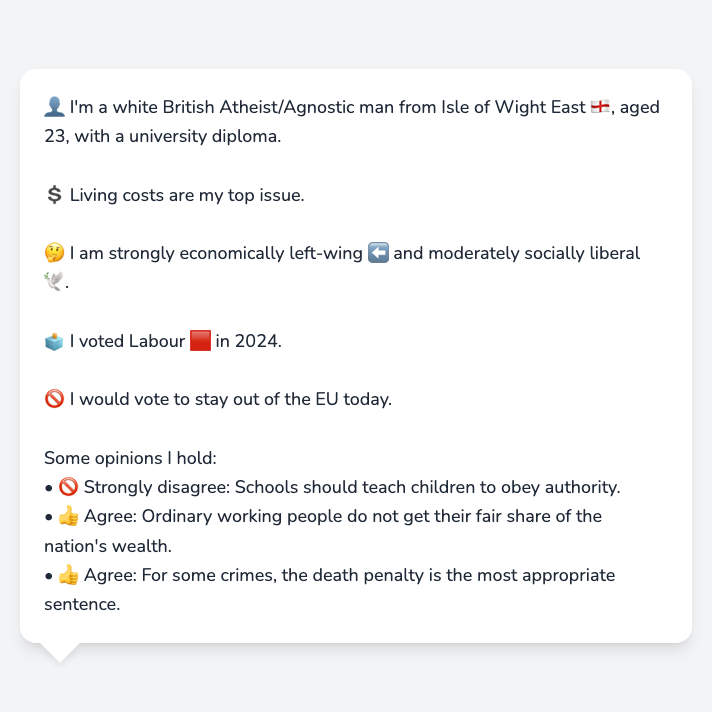 👤 I'm a white British Atheist/Agnostic man from Isle of Wight East 🏴󠁧󠁢󠁥󠁮󠁧󠁿, aged
23, with a university diploma.
💲 Living costs are my top issue.
🤔 I am strongly economically left-wing ⬅️ and moderately socially liberal
🕊️.
🗳️ I voted Labour 🟥 in 2024.
🚫 I would vote to stay out of the EU today.
Some opinions I hold:
• 🚫 Strongly disagree: Schools should teach children to obey authority.
• 👍 Agree: Ordinary working people do not get their fair share of the
nation's wealth.
• 👍 Agree: For some crimes, the death penalty is the most appropriate
sentence.